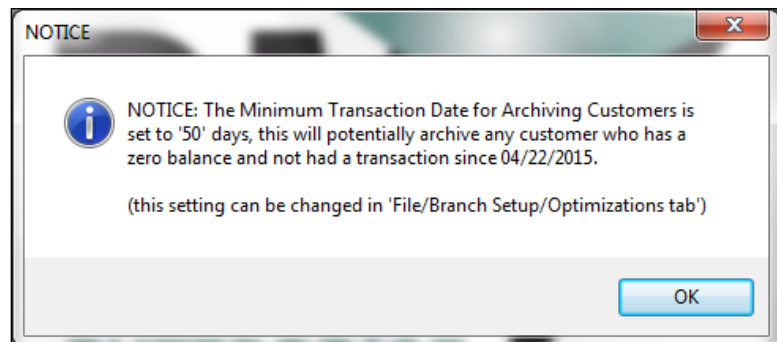 NOTICE
NOTICE: The Minimum Transaction Date for Archiving Customers is
set to '50' days, this will potentially archive any customer who has a
zero balance and not had a transaction since 04/22/2015.
(this setting can be changed in 'File/Branch Setup/Optimizations tab')
OK